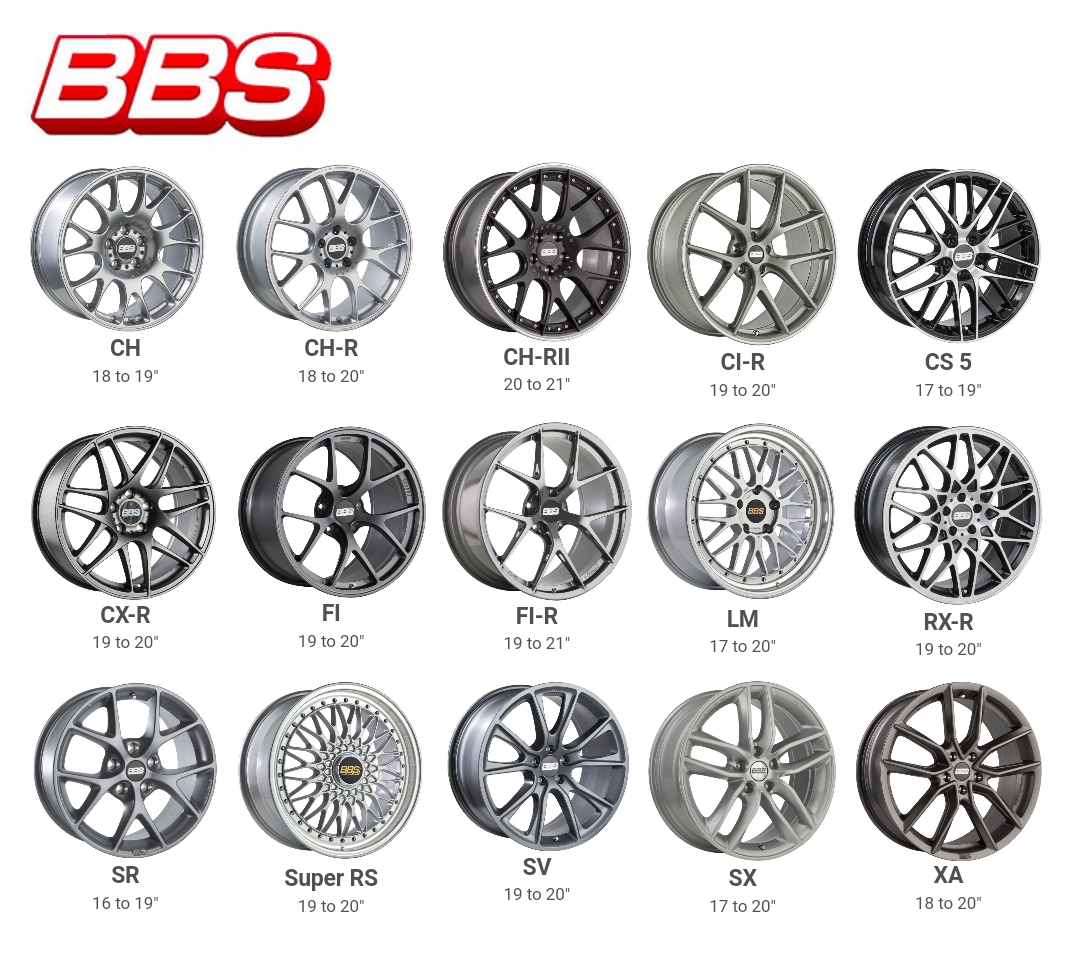 BBS
CH
18 to 19"
CH-R
18 to 20"
CH-RII
20 to 21"
CI-R
19 to 20"
CS 5
17 to 19"
CX-R
19 to 20"
FI
19 to 20"
FI-R
19 to 21"
LM
17 to 20"
RX-R
19 to 20"
SR
16 to 19"
Super RS
19 to 20"
SV
19 to 20"
SX
17 to 20"
XA
18 to 20"